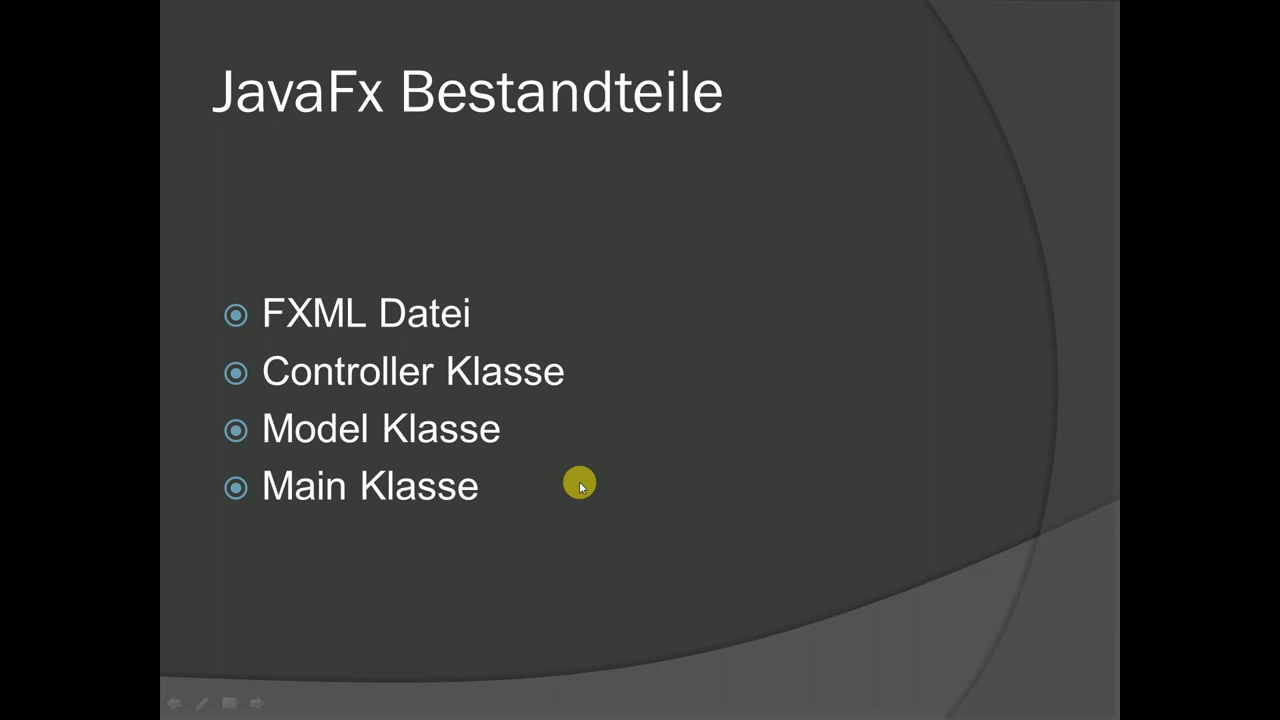 JavaFx Bestandteile
FXML Datei
Controller Klasse
Model Klasse
Main Klasse